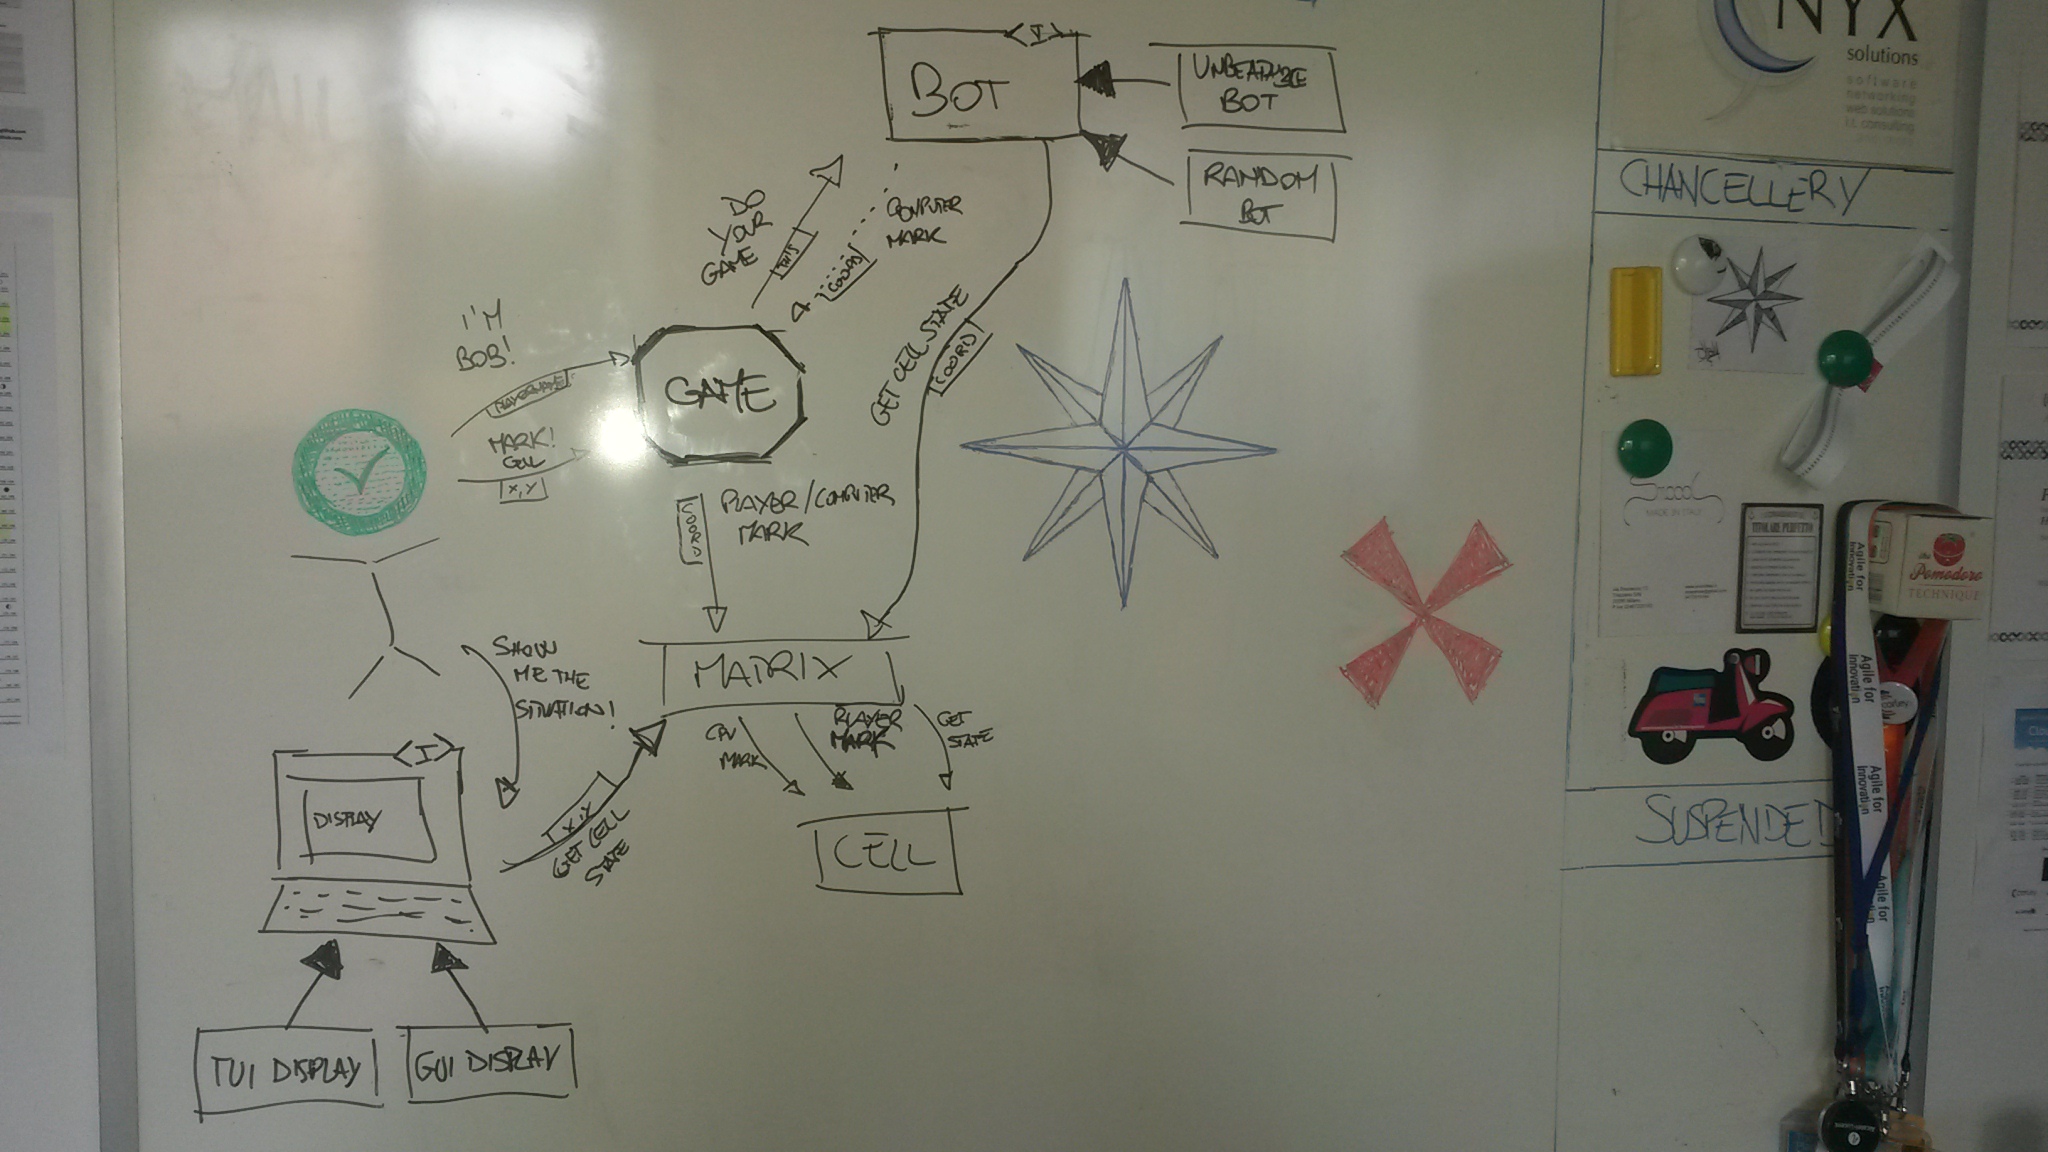 BOT
<I>
UNBEATABLE
BOT
RANDOM
BOT
DO
YOUR
GAME
THIS
COORD
COMPUTER
MARK
I'M
BOB!
PLAYERNAME
MARK!
CELL
X,Y
GAME
GET CELL STATE
COORD
COORD
PLAYER/COMPUTER
MARK
SHOW
ME THE
SITUATION!
MATRIX
CPU
MARK
PLAYER
MARK
GET
STATE
<I>
DISPLAY
X,Y
GET CELL
STATE
CELL
TUI DISPLAY
GUI DISPLAY
NYX
solutions
software
networking
web solutions
i.t. consulting
CHANCELLERY
MADE IN ITALY
TITOLARE PERFETTO
the
Pomodoro
TECHNIQUE
Agile for
Innovation
Agile for
Innovation
Agile for
Innovation
Agile for
SUSPENDED